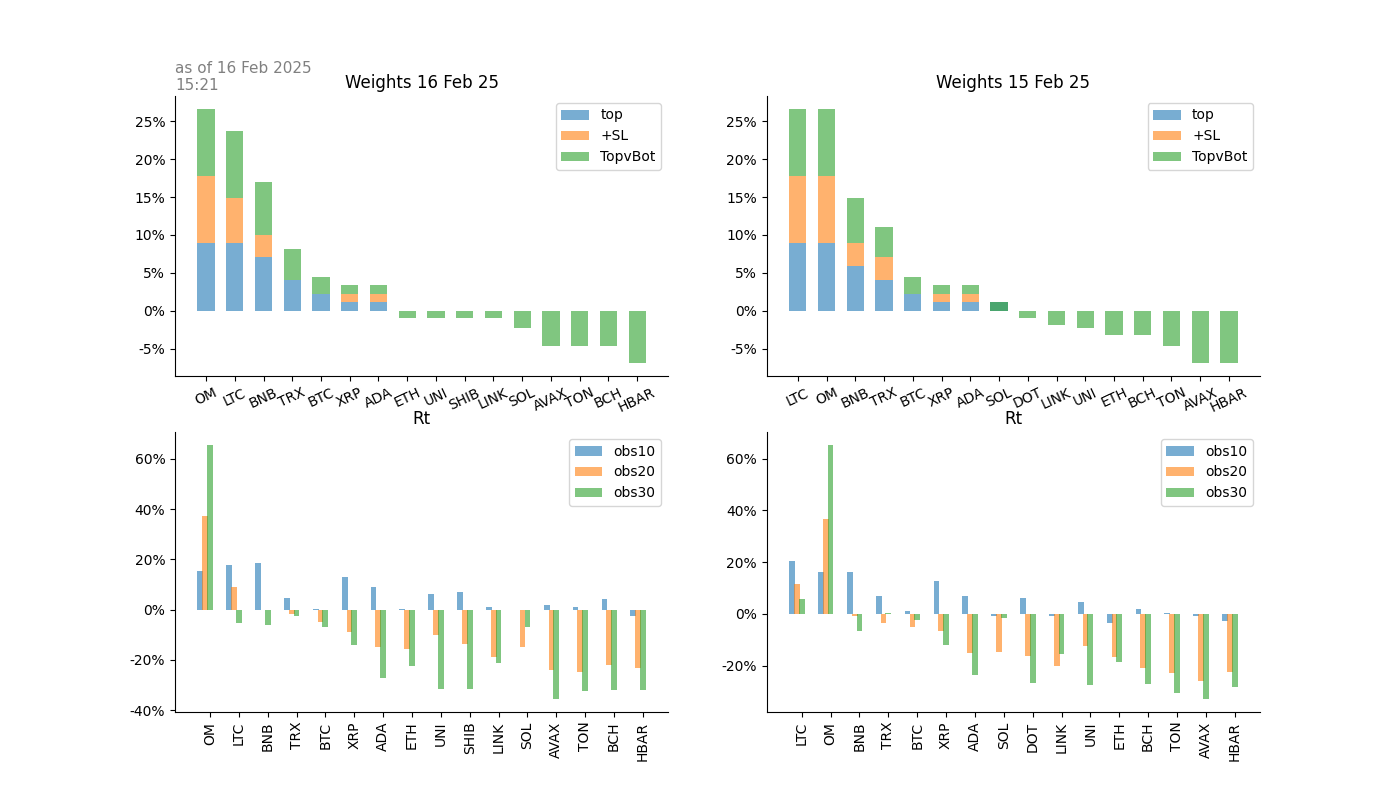 as of 16 Feb 2025
15:21
Weights 16 Feb 25
25%
20%
15%
10%
5%
0%
-5%
top
+SL
TopvBot
OM LTC BNB TRX BTC XRP ADA ETH UNI SHIB LINK SOL AVAX TON BCH HBAR
Weights 15 Feb 25
25%
20%
15%
10%
5%
0%
-5%
top
+SL
TopvBot
LTC OM BNB TRX BTC XRP ADA SOL DOT LINK UNI ETH BCH TON AVAX HBAR
Rt
60%
40%
20%
0%
-20%
-40%
obs10
obs20
obs30
OM LTC BNB TRX BTC XRP ADA ETH UNI SHIB LINK SOL AVAX TON BCH HBAR
Rt
60%
40%
20%
0%
-20%
obs10
obs20
obs30
LTC OM BNB TRX BTC XRP ADA SOL DOT LINK UNI ETH BCH TON AVAX HBAR